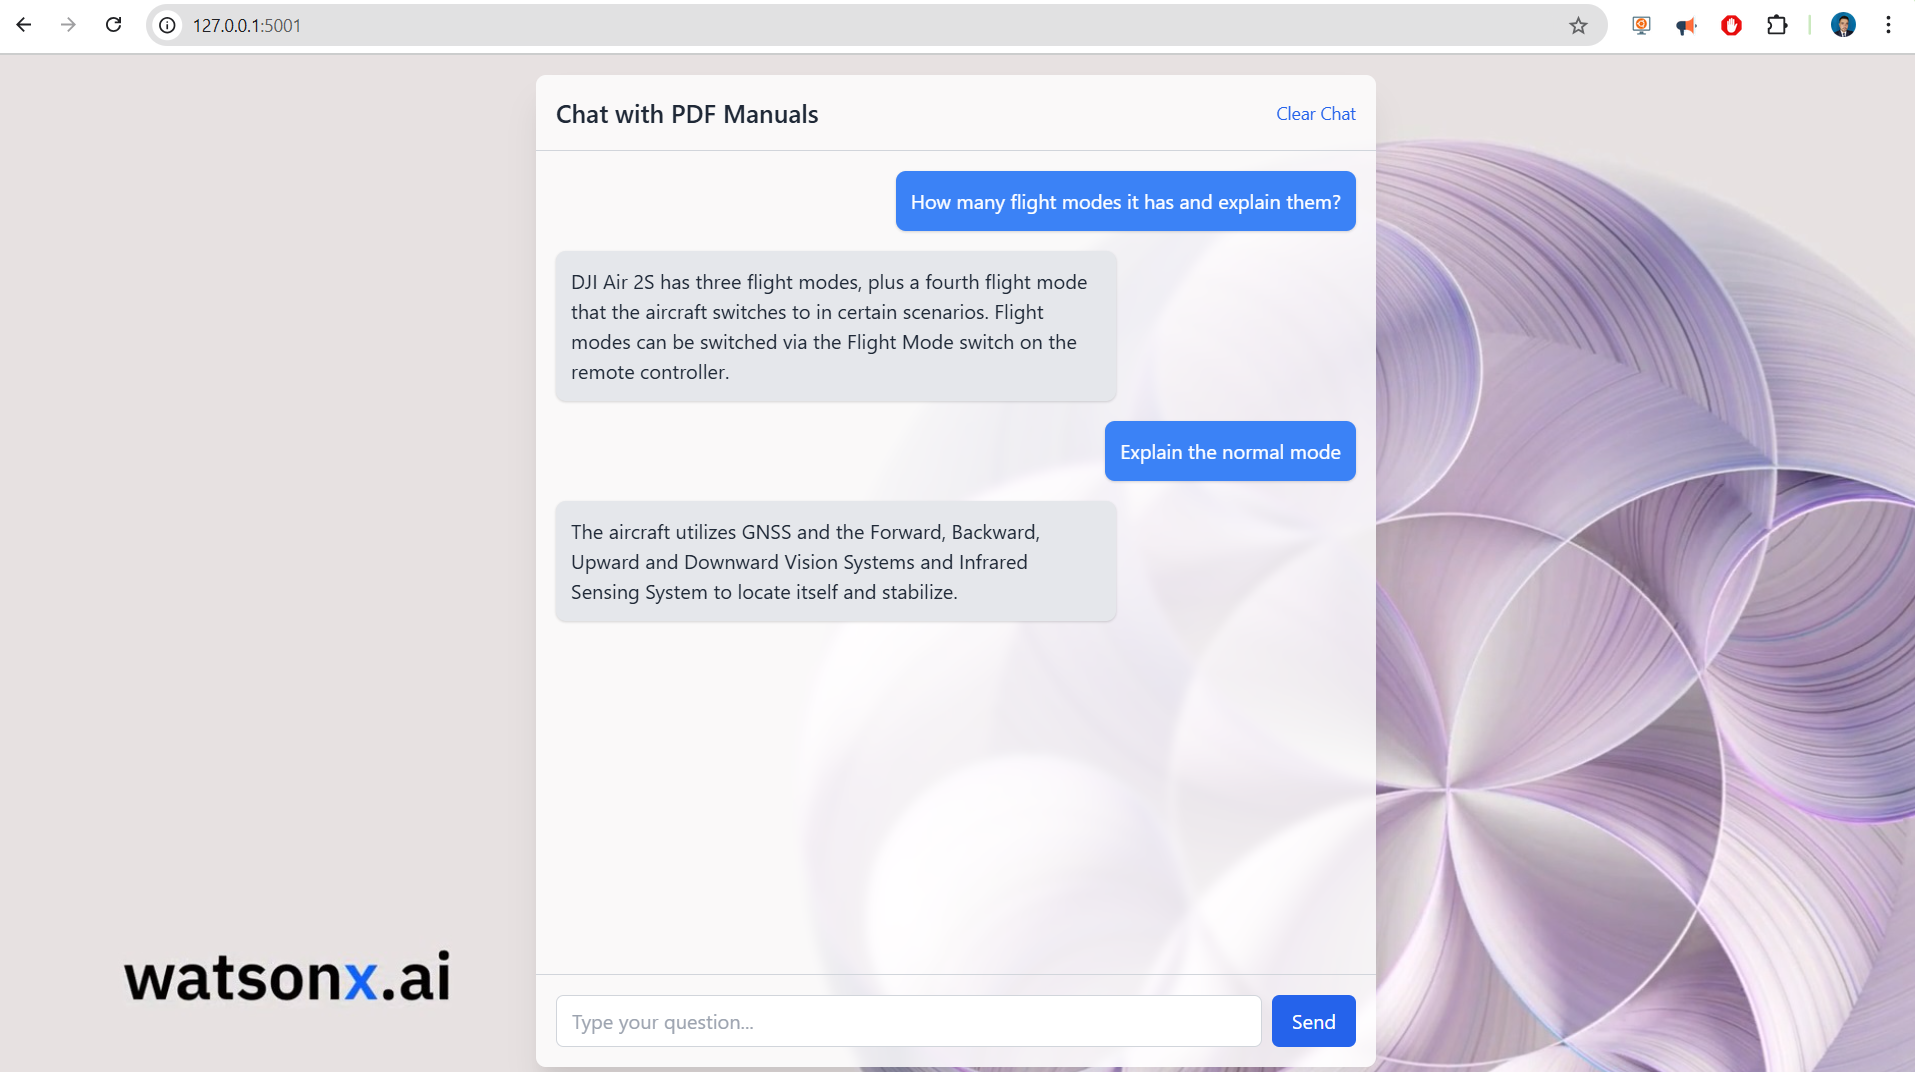 127.0.0.1:5001
Chat with PDF Manuals
Clear Chat
How many flight modes it has and explain them?
DJI Air 2S has three flight modes, plus a fourth flight mode
that the aircraft switches to in certain scenarios. Flight
modes can be switched via the Flight Mode switch on the
remote controller.
Explain the normal mode
The aircraft utilizes GNSS and the Forward, Backward,
Upward and Downward Vision Systems and Infrared
Sensing System to locate itself and stabilize.
watsonx.ai
Type your question...
Send